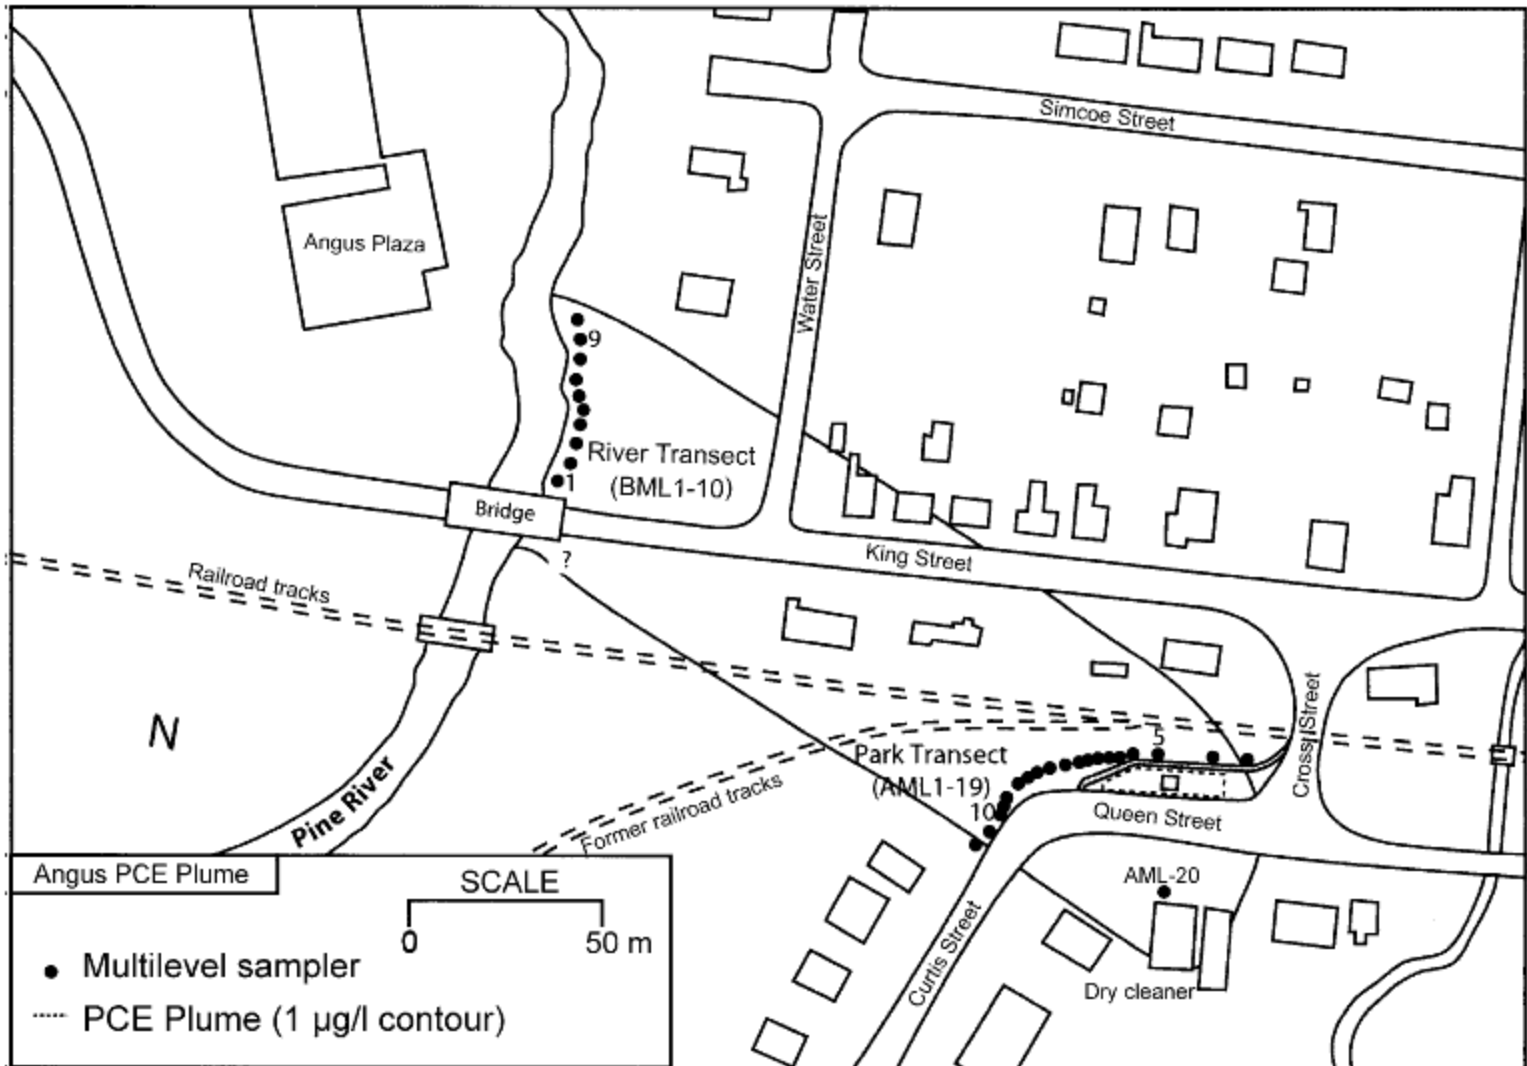 Simcoe Street
Angus Plaza
Water Street
9
River Transect
(BML1-10)
1
Bridge
King Street
?
Railroad tracks
N
Cross Street
5
Park Transect
(AML1-19)
10
Queen Street
Former railroad tracks
Pine River
AML-20
Curtis Street
Dry cleaner
Angus PCE Plume
SCALE
0
50 m
Multilevel sampler
PCE Plume (1 µg/l contour)